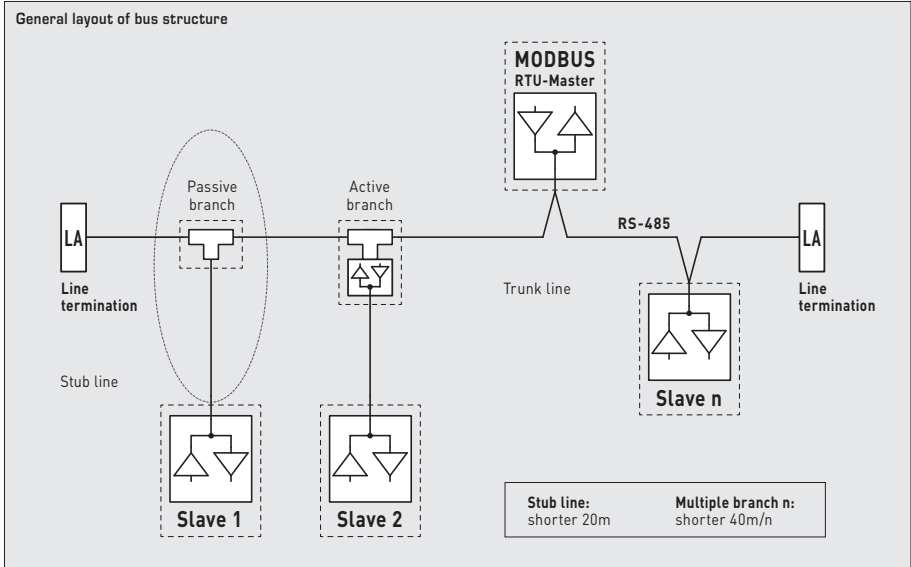 General layout of bus structure
MODBUS
RTU-Master
Passive
branch
Active
branch
LA
RS-485
LA
Line
termination
Trunk line
Line
termination
Stub line
Slave n
Slave 1
Slave 2
Stub line:
shorter 20m
Multiple branch n:
shorter 40m/n